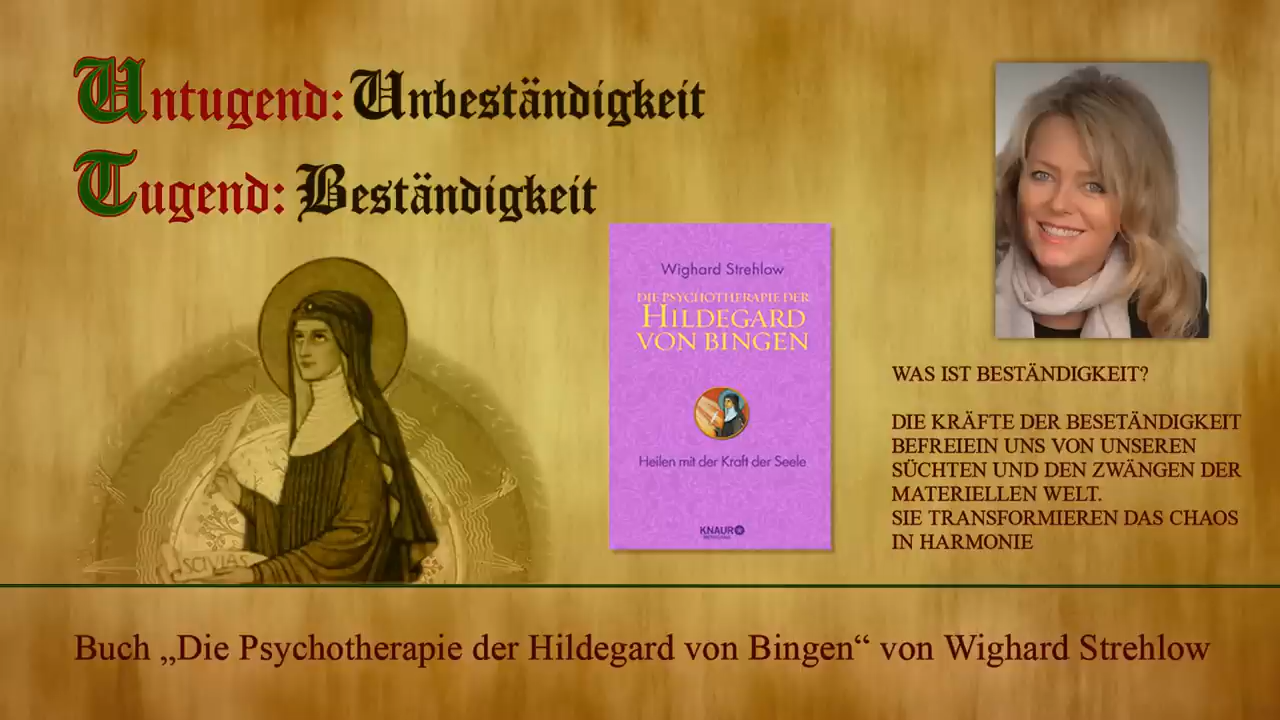 Untugend: Unbeständigkeit
Tugend: Beständigkeit
Wighard Strehlow
DIE PSYCHOTHERAPIE DER
HILDEGARD
VON BINGEN
Heilen mit der Kraft der Seele
KNAUR
WAS IST BESTÄNDIGKEIT?
DIE KRÄFTE DER BESETÄNDIGKEIT
BEFREIEIN UNS VON UNSEREN
SÜCHTEN UND DEN ZWÄNGEN DER
MATERIELLEN WELT.
SIE TRANSFORMIEREN DAS CHAOS
IN HARMONIE
SCIVIAS
Buch „Die Psychotherapie der Hildegard von Bingen“ von Wighard Strehlow